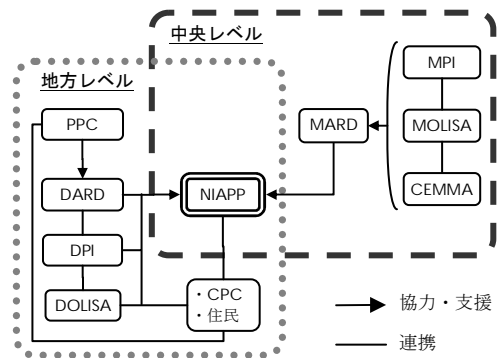 中央レベル
地方レベル
MPI
PPC
MARD
MOLISA
DARD
NIAPP
CEMMA
DPI
DOLISA
・CPC
・住民
協力・支援
連携